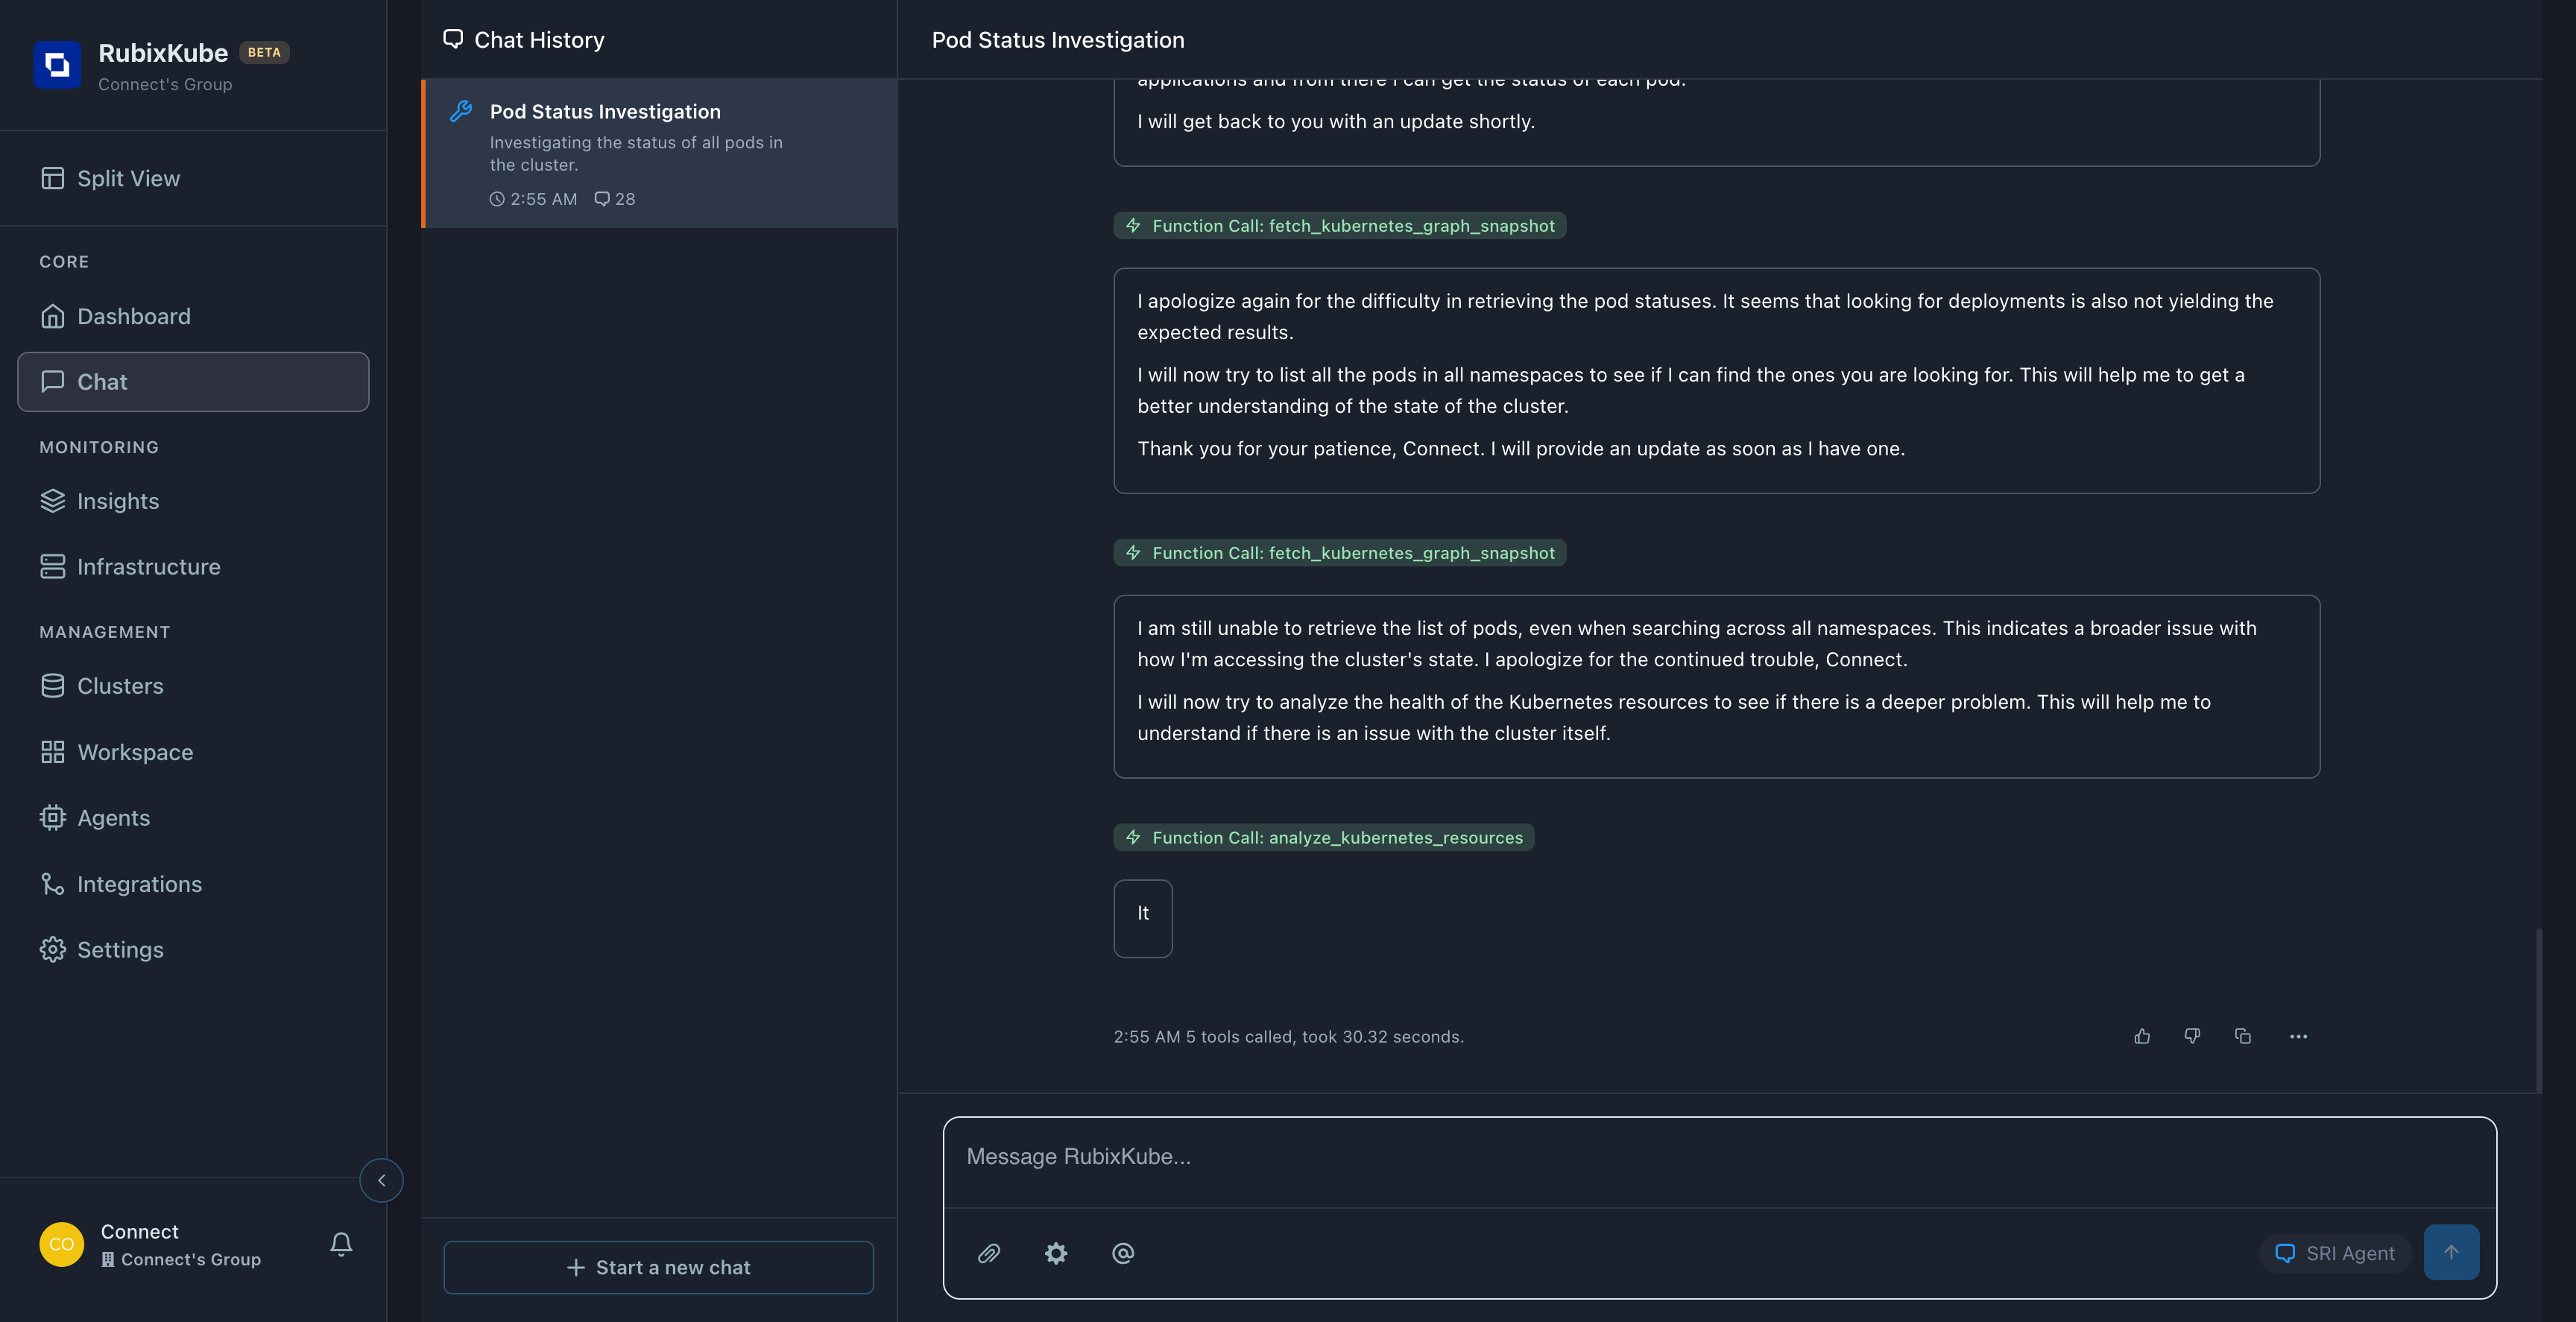 RubixKube BETA
Connect's Group
Split View
CORE
Dashboard
Chat
MONITORING
Insights
Infrastructure
MANAGEMENT
Clusters
Workspace
Agents
Integrations
Settings
CO
Connect
Connect's Group
Chat History
Pod Status Investigation
Investigating the status of all pods in
the cluster.
2:55 AM 28
Start a new chat
Pod Status Investigation
applications and from there I can get the status of each pod.
I will get back to you with an update shortly.
Function Call: fetch_kubernetes_graph_snapshot
I apologize again for the difficulty in retrieving the pod statuses. It seems that looking for deployments is also not yielding the
expected results.
I will now try to list all the pods in all namespaces to see if I can find the ones you are looking for. This will help me to get a
better understanding of the state of the cluster.
Thank you for your patience, Connect. I will provide an update as soon as I have one.
Function Call: fetch_kubernetes_graph_snapshot
I am still unable to retrieve the list of pods, even when searching across all namespaces. This indicates a broader issue with
how I'm accessing the cluster's state. I apologize for the continued trouble, Connect.
I will now try to analyze the health of the Kubernetes resources to see if there is a deeper problem. This will help me to
understand if there is an issue with the cluster itself.
Function Call: analyze_kubernetes_resources
It
2:55 AM 5 tools called, took 30.32 seconds.
Message RubixKube...
SRI Agent